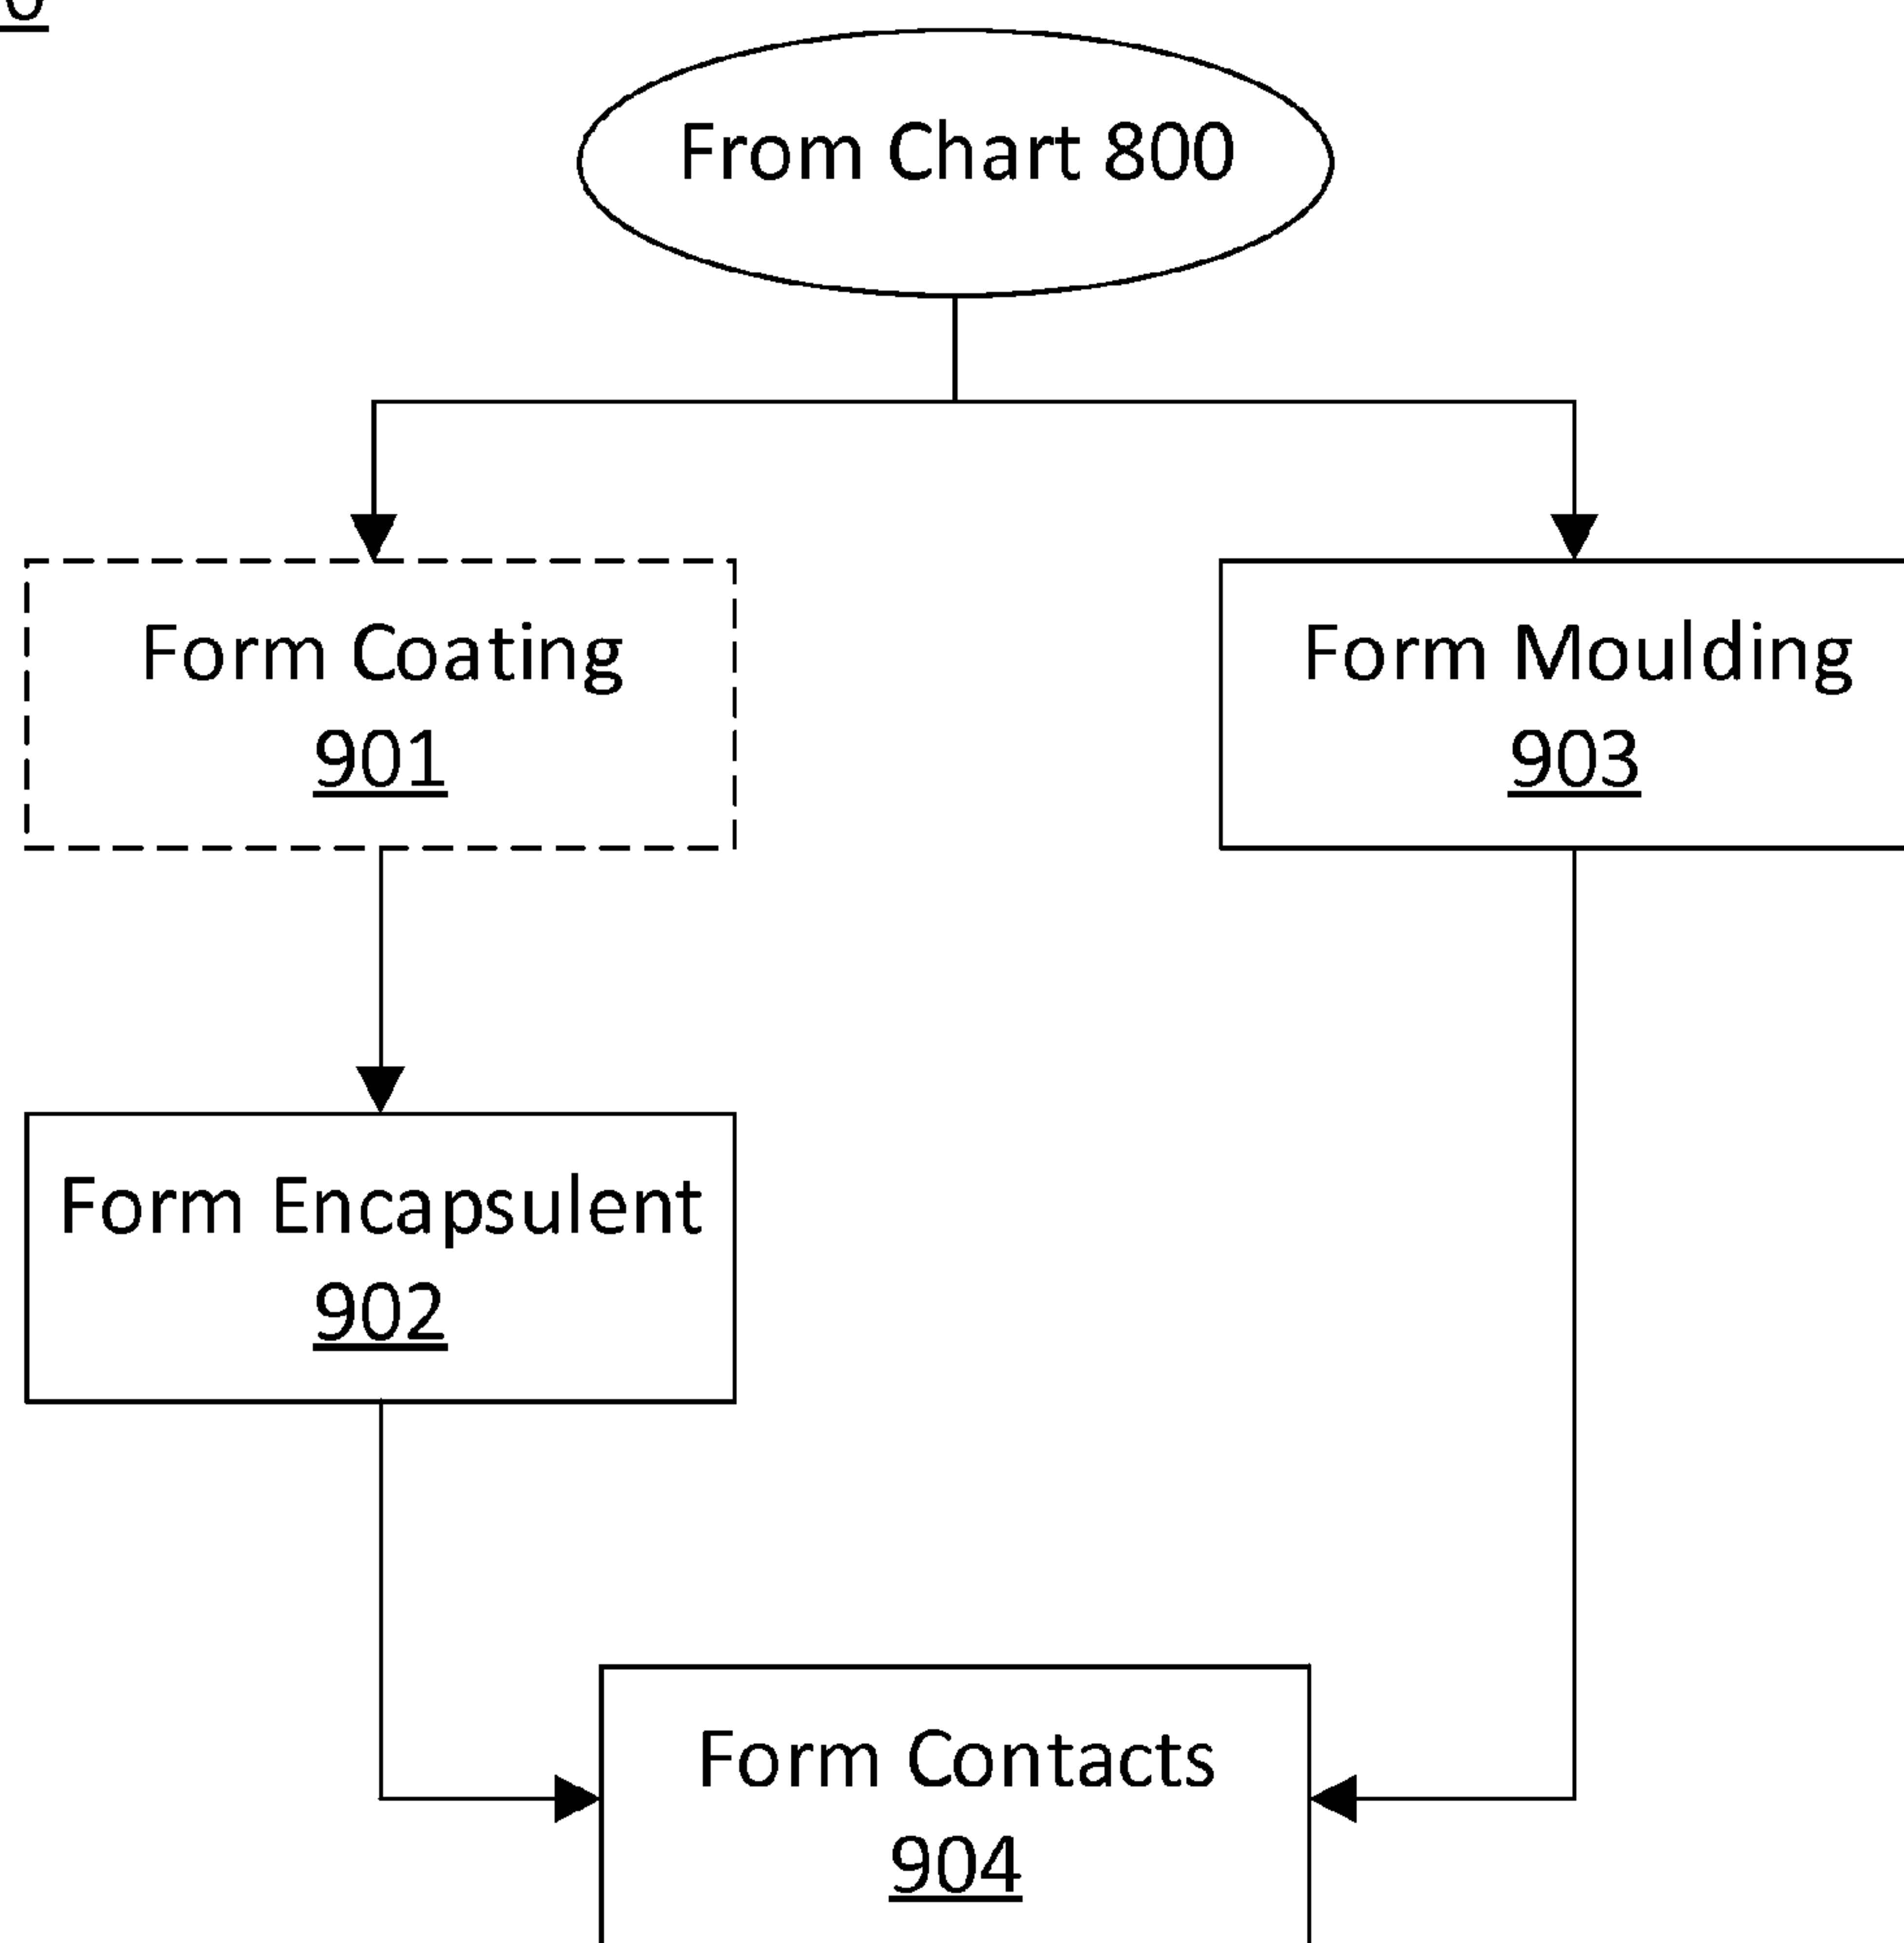 From Chart 800
Form Coating
901
Form Moulding
903
Form Encapsulent
902
Form Contacts
904